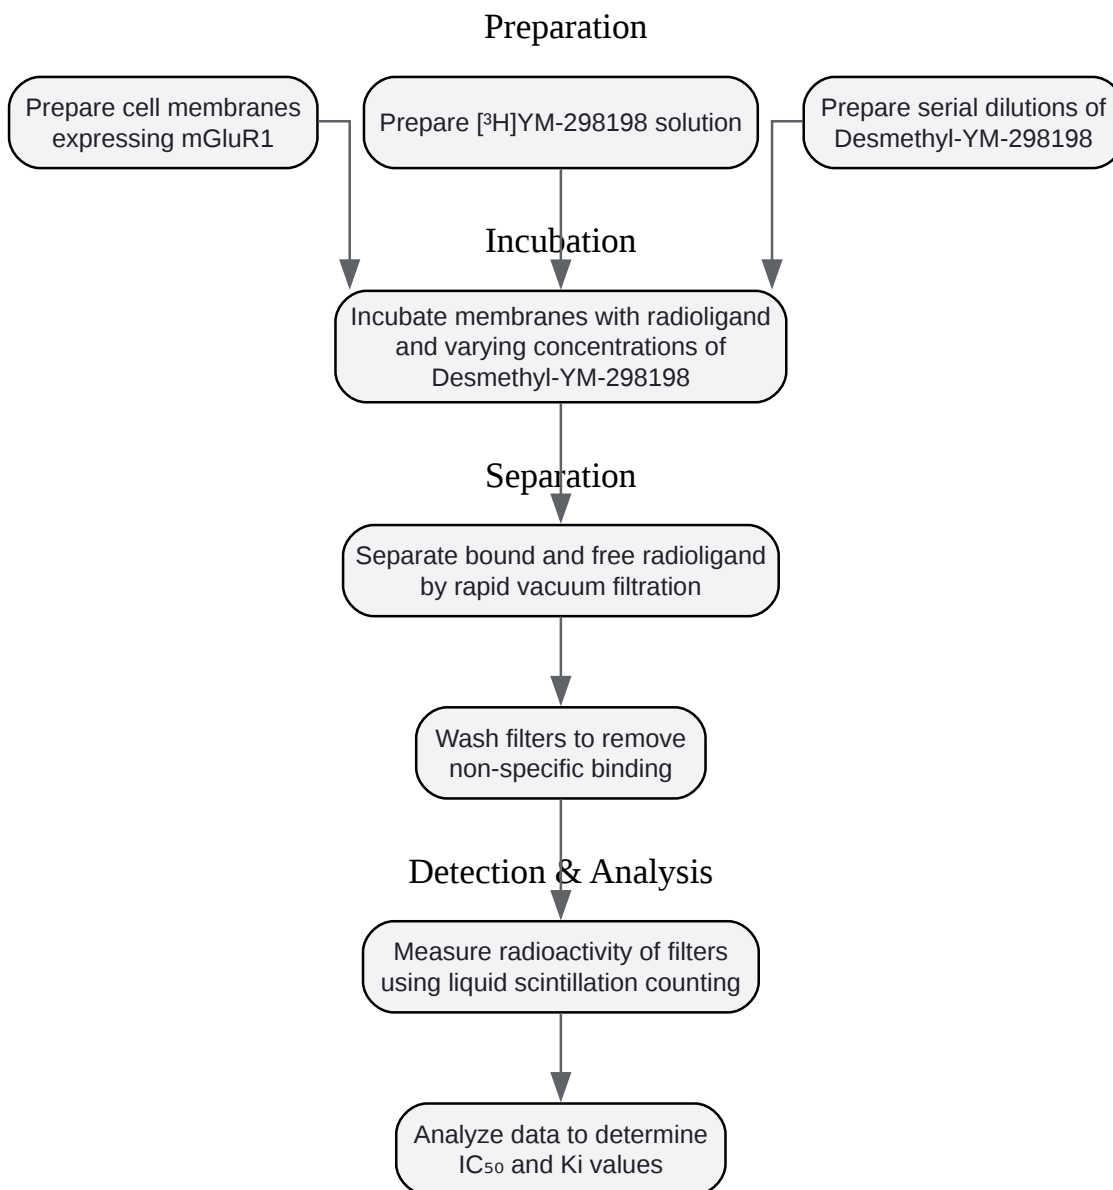 Preparation
Prepare cell membranes
expressing mGluR1
Prepare [³H]YM-298198 solution
Prepare serial dilutions of
Desmethyl-YM-298198
Incubation
Incubate membranes with radioligand
and varying concentrations of
Desmethyl-YM-298198
Separation
Separate bound and free radioligand
by rapid vacuum filtration
Wash filters to remove
non-specific binding
Detection & Analysis
Measure radioactivity of filters
using liquid scintillation counting
Analyze data to determine
IC₅₀ and Ki values